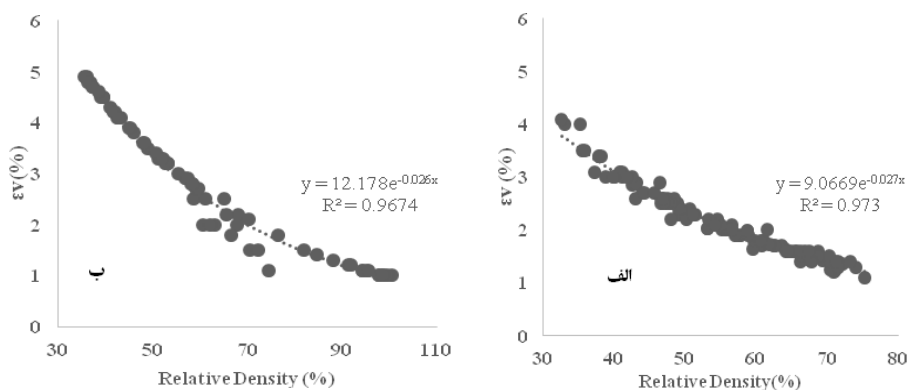 6
5
4
3
2
1
0
εv(%)
y = 12.178e^-0.026x
R² = 0.9674
ب
30 50 70 90 110
Relative Density (%)
6
5
4
3
2
1
0
εv(%)
y = 9.0669e^-0.027x
R² = 0.973
الف
30 40 50 60 70 80
Relative Density(%)